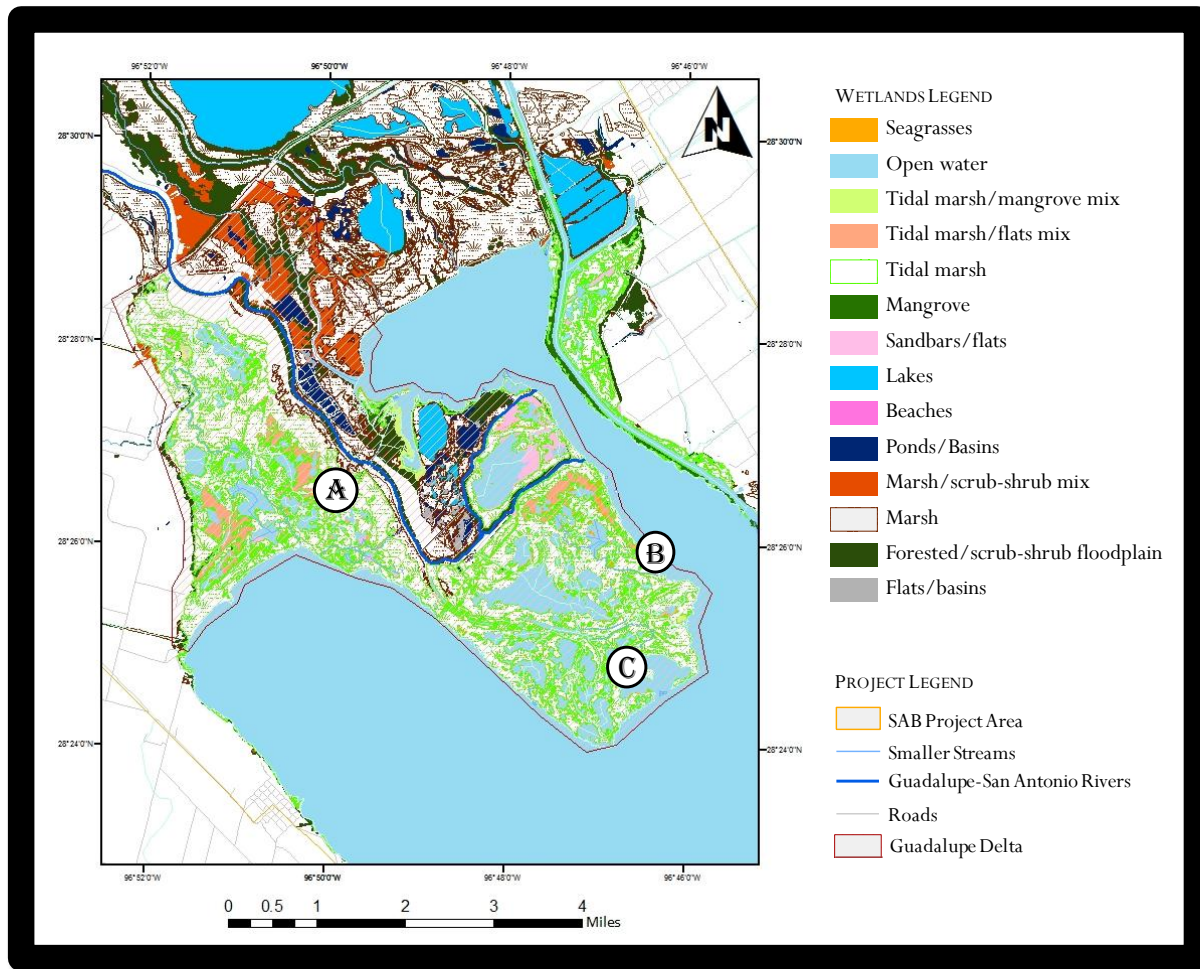 96°52'0"W 96°50'0"W 96°48'0"W 96°46'0"W
N
28°30'0"N 28°30'0"N
28°28'0"N 28°28'0"N
28°26'0"N 28°26'0"N
28°24'0"N 28°24'0"N
A
B
C
96°52'0"W 96°50'0"W 96°48'0"W 96°46'0"W
0 0.5 1 2 3 4
Miles
WETLANDS LEGEND
Seagrasses
Open water
Tidal marsh/mangrove mix
Tidal marsh/flats mix
Tidal marsh
Mangrove
Sandbars/flats
Lakes
Beaches
Ponds/Basins
Marsh/scrub-shrub mix
Marsh
Forested/scrub-shrub floodplain
Flats/basins
PROJECT LEGEND
SAB Project Area
Smaller Streams
Guadalupe-San Antonio Rivers
Roads
Guadalupe Delta